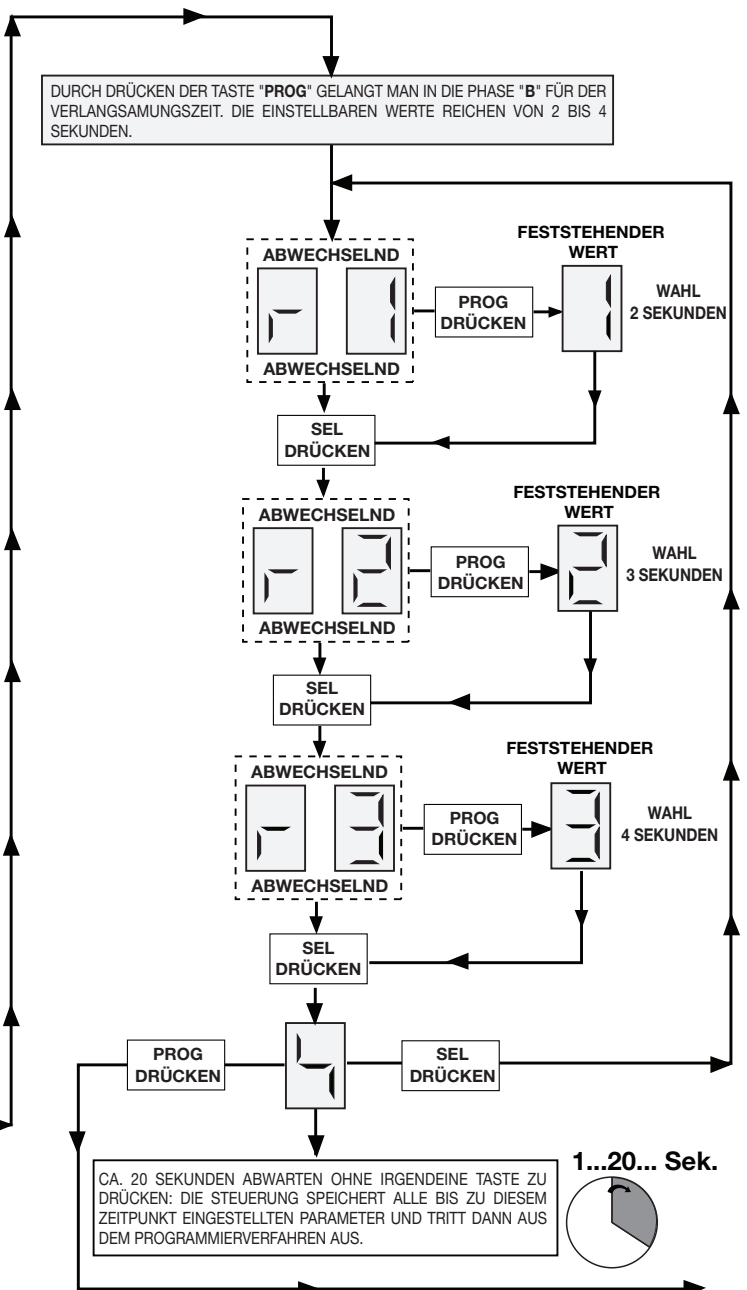 DURCH DRÜCKEN DER TASTE "PROG" GELANGT MAN IN DIE PHASE "B" FÜR DER
VERLANGSAMUNGSZEIT. DIE EINSTELLBAREN WERTE REICHEN VON 2 BIS 4
SEKUNDEN.
ABWECHSELND
r 1
ABWECHSELND
PROG
DRÜCKEN
FESTSTEHENDER
WERT
1
WAHL
2 SEKUNDEN
SEL
DRÜCKEN
ABWECHSELND
r 2
ABWECHSELND
PROG
DRÜCKEN
FESTSTEHENDER
WERT
2
WAHL
3 SEKUNDEN
SEL
DRÜCKEN
ABWECHSELND
r 3
ABWECHSELND
PROG
DRÜCKEN
FESTSTEHENDER
WERT
3
WAHL
4 SEKUNDEN
SEL
DRÜCKEN
PROG
DRÜCKEN
4
SEL
DRÜCKEN
CA. 20 SEKUNDEN ABWARTEN OHNE IRGENDEINE TASTE ZU
DRÜCKEN: DIE STEUERUNG SPEICHERT ALLE BIS ZU DIESEM
ZEITPUNKT EINGESTELLTEN PARAMETER UND TRITT DANN AUS
DEM PROGRAMMIERVERFAHREN AUS.
1...20... Sek.